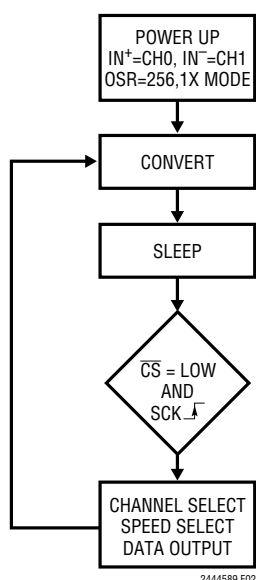 POWER UP
IN⁺=CH0, IN⁻=CH1
OSR=256,1X MODE
CONVERT
SLEEP
C̅S̅ = LOW
AND
SCK
CHANNEL SELECT
SPEED SELECT
DATA OUTPUT
2444589 F02